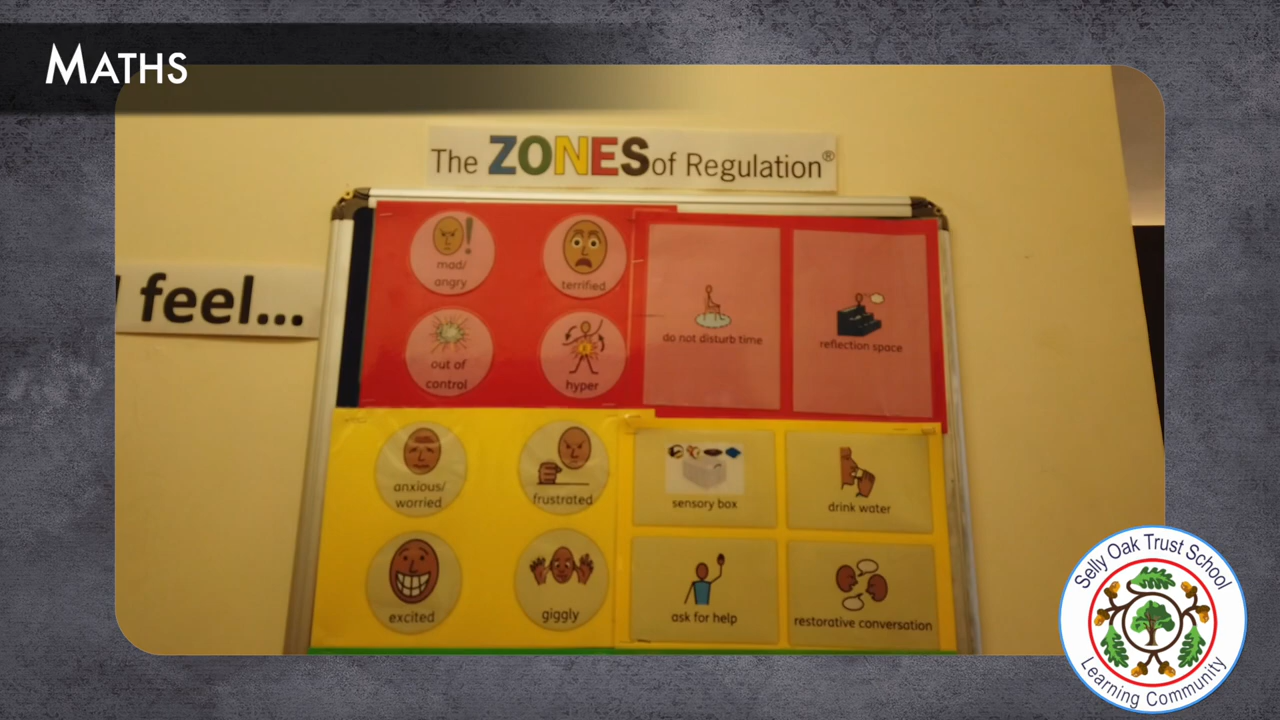 MATHS
The ZONES of Regulation®
feel...
mad/
angry
terrified
out of
control
hyper
do not disturb time
reflection space
anxious/
worried
frustrated
excited
giggly
sensory box
drink water
ask for help
restorative conversation
Selly Oak Trust School
Learning Community